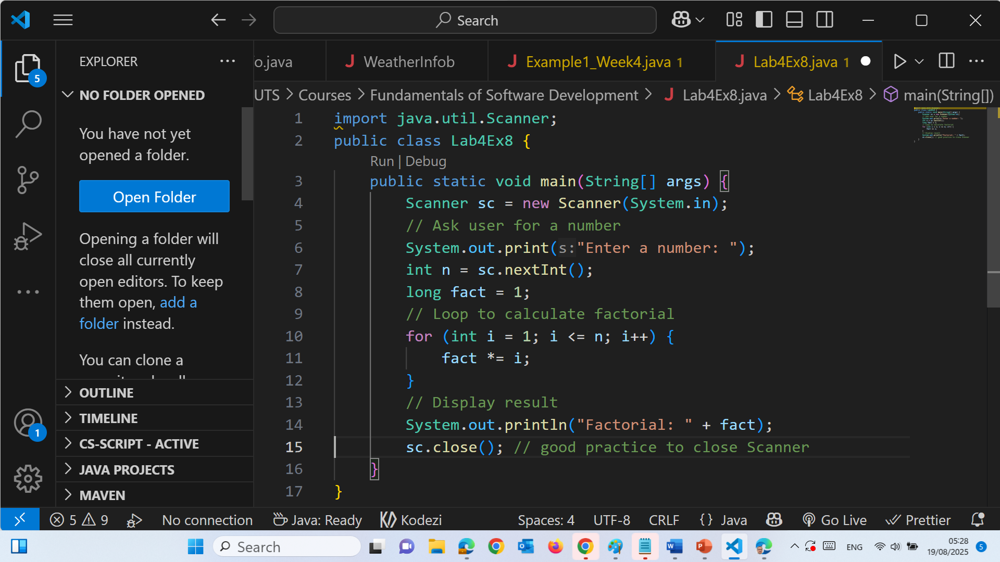 Search
EXPLORER
o.java
WeatherInfob
Example1_Week4.java 1
Lab4Ex8.java 1
5
NO FOLDER OPENED
UTS > Courses > Fundamentals of Software Development > Lab4Ex8.java > Lab4Ex8 > main(String[])
You have not yet
opened a folder.
Open Folder
Opening a folder will
close all currently
open editors. To keep
them open, add a
folder instead.
You can clone a
OUTLINE
TIMELINE
CS-SCRIPT - ACTIVE
JAVA PROJECTS
MAVEN
1
1 import java.util.Scanner;
2 public class Lab4Ex8 {
Run | Debug
3 public static void main(String[] args) {
4 Scanner sc = new Scanner(System.in);
5 // Ask user for a number
6 System.out.print(s:"Enter a number: ");
7 int n = sc.nextInt();
8 long fact = 1;
9 // Loop to calculate factorial
10 for (int i = 1; i <= n; i++) {
11 fact *= i;
12 }
13 // Display result
14 System.out.println("Factorial: " + fact);
15 sc.close(); // good practice to close Scanner
16 }
17 }
5 9 No connection Java: Ready Kodezi Spaces: 4 UTF-8 CRLF {} Java Go Live Prettier
Search
ENG
05:28
19/08/2025
5